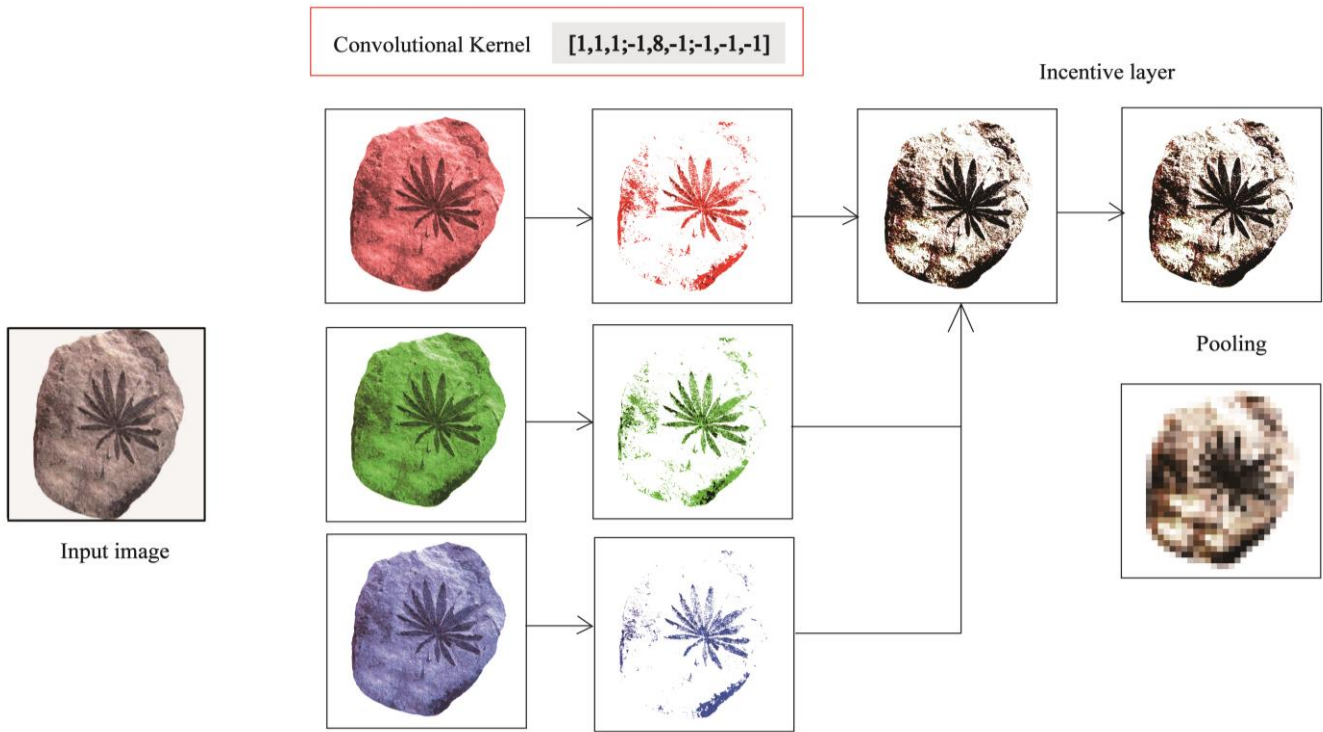 Convolutional Kernel [1,1,1;-1,8,-1;-1,-1,-1]
Incentive layer
Pooling
Input image